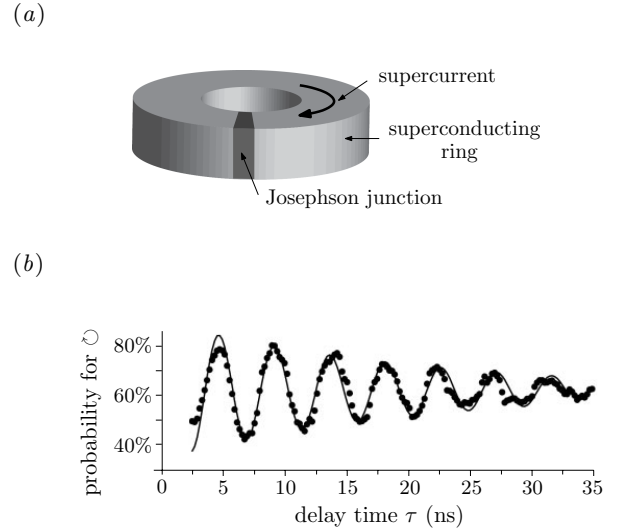 (a)
supercurrent
superconducting
ring
Josephson junction
(b)
probability for ↻
80%
60%
40%
0 5 10 15 20 25 30 35
delay time τ (ns)